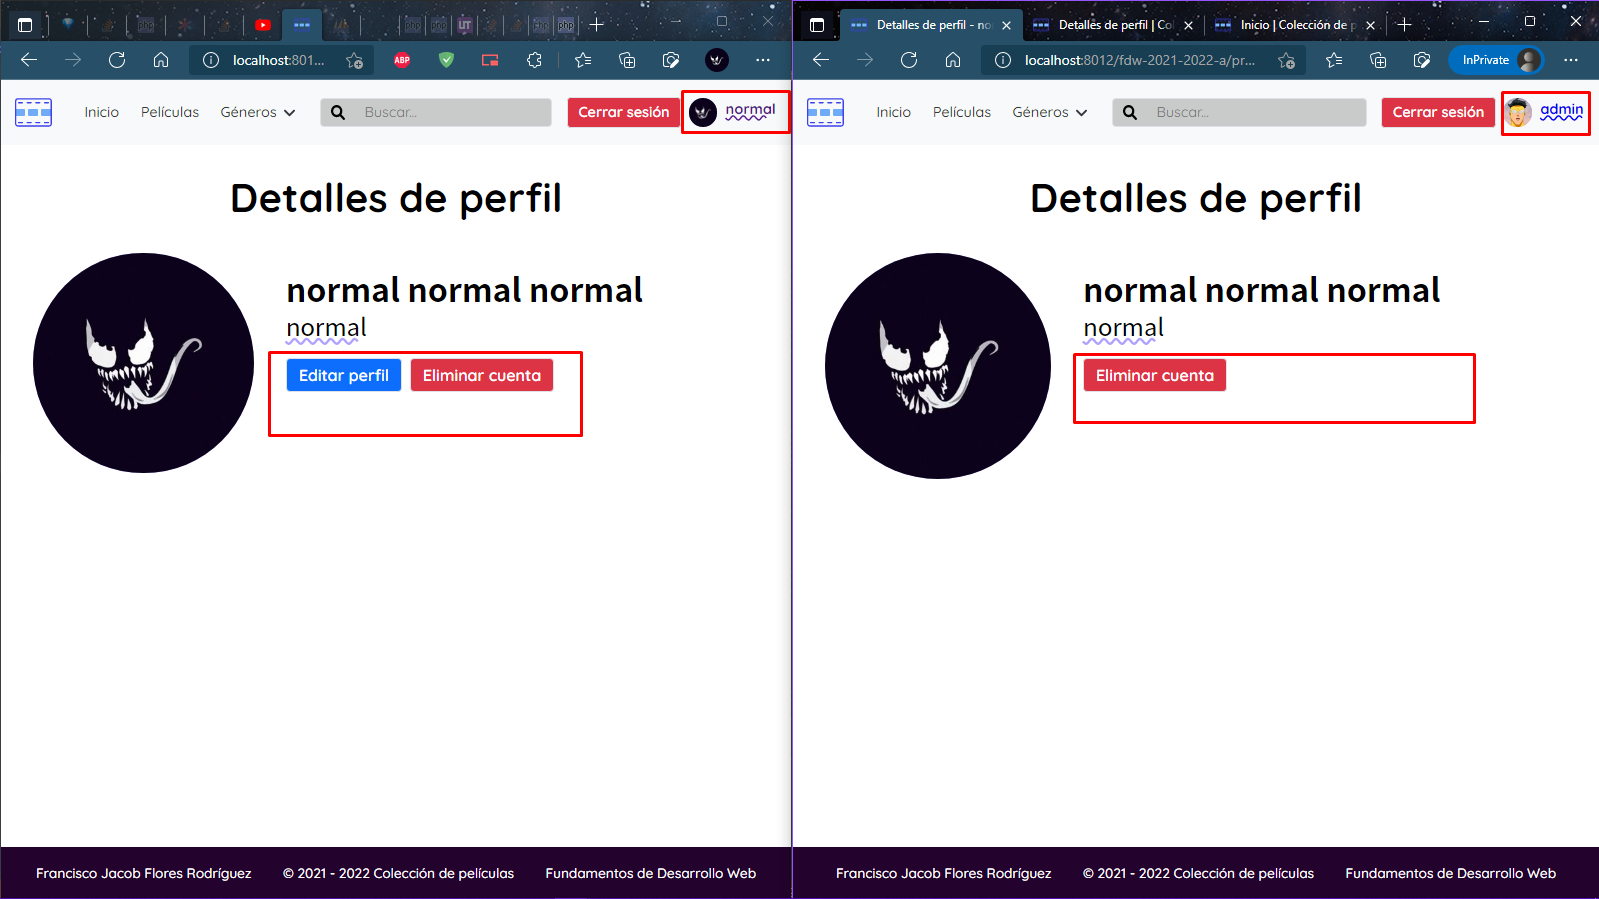 localhost:801...
Inicio
Películas
Géneros
Buscar...
Cerrar sesión
normal
Detalles de perfil
normal normal normal
normal
Editar perfil
Eliminar cuenta
Francisco Jacob Flores Rodríguez
© 2021 - 2022 Colección de películas
Fundamentos de Desarrollo Web
Detalles de perfil - no
Detalles de perfil | Co
Inicio | Colección de p
localhost:8012/fdw-2021-2022-a/pr...
InPrivate
Inicio
Películas
Géneros
Buscar...
Cerrar sesión
admin
Detalles de perfil
normal normal normal
normal
Eliminar cuenta
Francisco Jacob Flores Rodríguez
© 2021 - 2022 Colección de películas
Fundamentos de Desarrollo Web